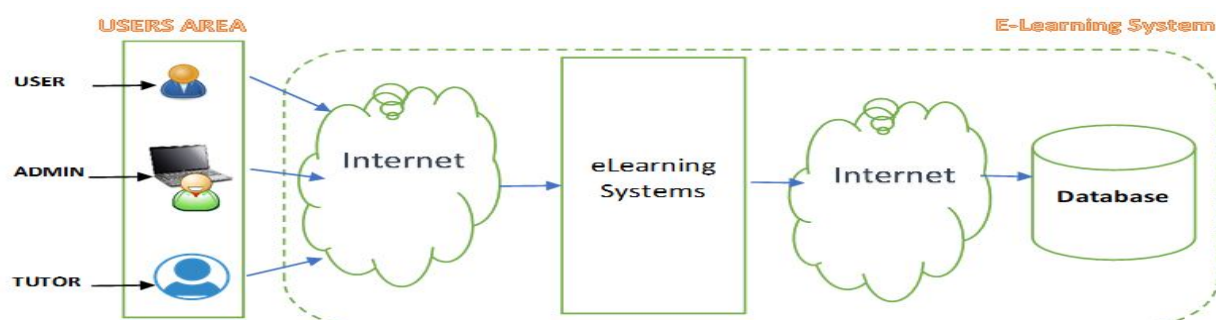 USERS AREA
E-Learning System
USER
ADMIN
TUTOR
Internet
eLearning
Systems
Internet
Database